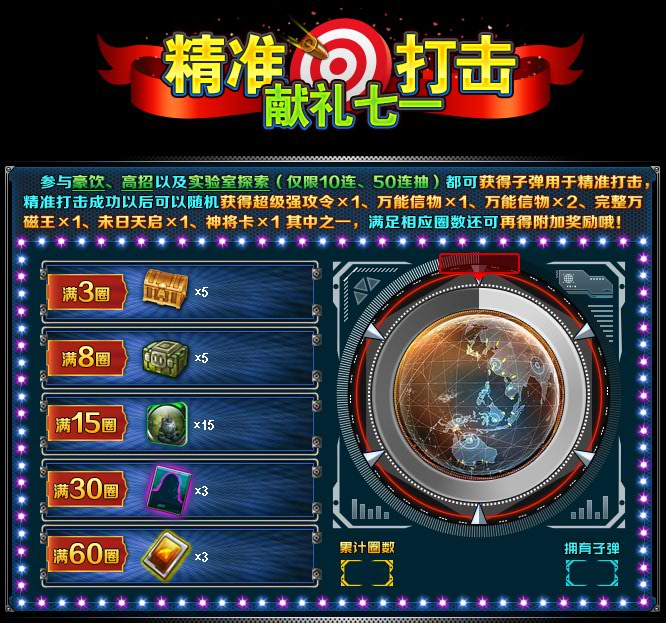 精准打击
献礼七一
参与豪饮、高招以及实验室探索（仅限10连、50连抽）都可获得子弹用于精准打击，
精准打击成功以后可以随机获得超级强攻令×1、万能信物×1、万能信物×2、完整万
磁王×1、未日天启×1、神将卡×1其中之一，满足相应圈数还可再得附加奖励哦！
满3圈 x5
满8圈 x5
满15圈 x15
满30圈 x3
满60圈 x3
累计圈数 拥有子弹